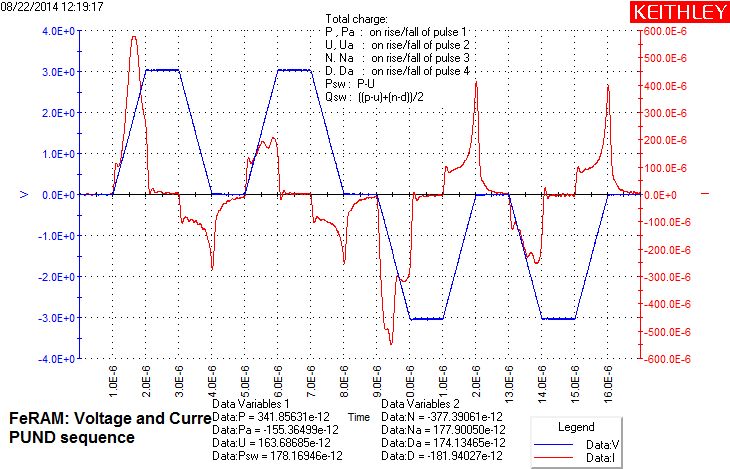 08/22/2014 12:19:17
KEITHLEY
Total charge:
P , Pa : on rise/fall of pulse 1
U, Ua : on rise/fall of pulse 2
N. Na : on rise/fall of pulse 3
D. Da : on rise/fall of pulse 4
Psw : P-U
Qsw : ((p-u)+(n-d))/2
4.0E+0
3.0E+0
2.0E+0
1.0E+0
0.0E+0
-1.0E+0
-2.0E+0
-3.0E+0
-4.0E+0
V
600.0E-6
500.0E-6
400.0E-6
300.0E-6
200.0E-6
100.0E-6
0.0E+0
-100.0E-6
-200.0E-6
-300.0E-6
-400.0E-6
-500.0E-6
-600.0E-6
I
1.0E-6
2.0E-6
3.0E-6
4.0E-6
5.0E-6
6.0E-6
7.0E-6
8.0E-6
9.0E-6
0.0E-6
1.0E-6
2.0E-6
3.0E-6
4.0E-6
5.0E-6
16.0E-6
Time
FeRAM: Voltage and Curre
PUND sequence
Data Variables 1
Data:P = 341.85631e-12
Data:Pa = -155.36499e-12
Data:U = 163.68685e-12
Data:Psw = 178.16946e-12
Data Variables 2
Data:N = -377.39061e-12
Data:Na = 177.90050e-12
Data:Da = 174.13465e-12
Data:D = -181.94027e-12
Legend
Data:V
Data:I